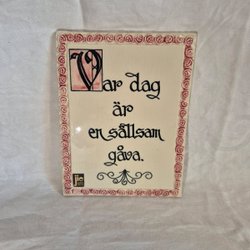 Var dag
är
en sällsam
gåva.